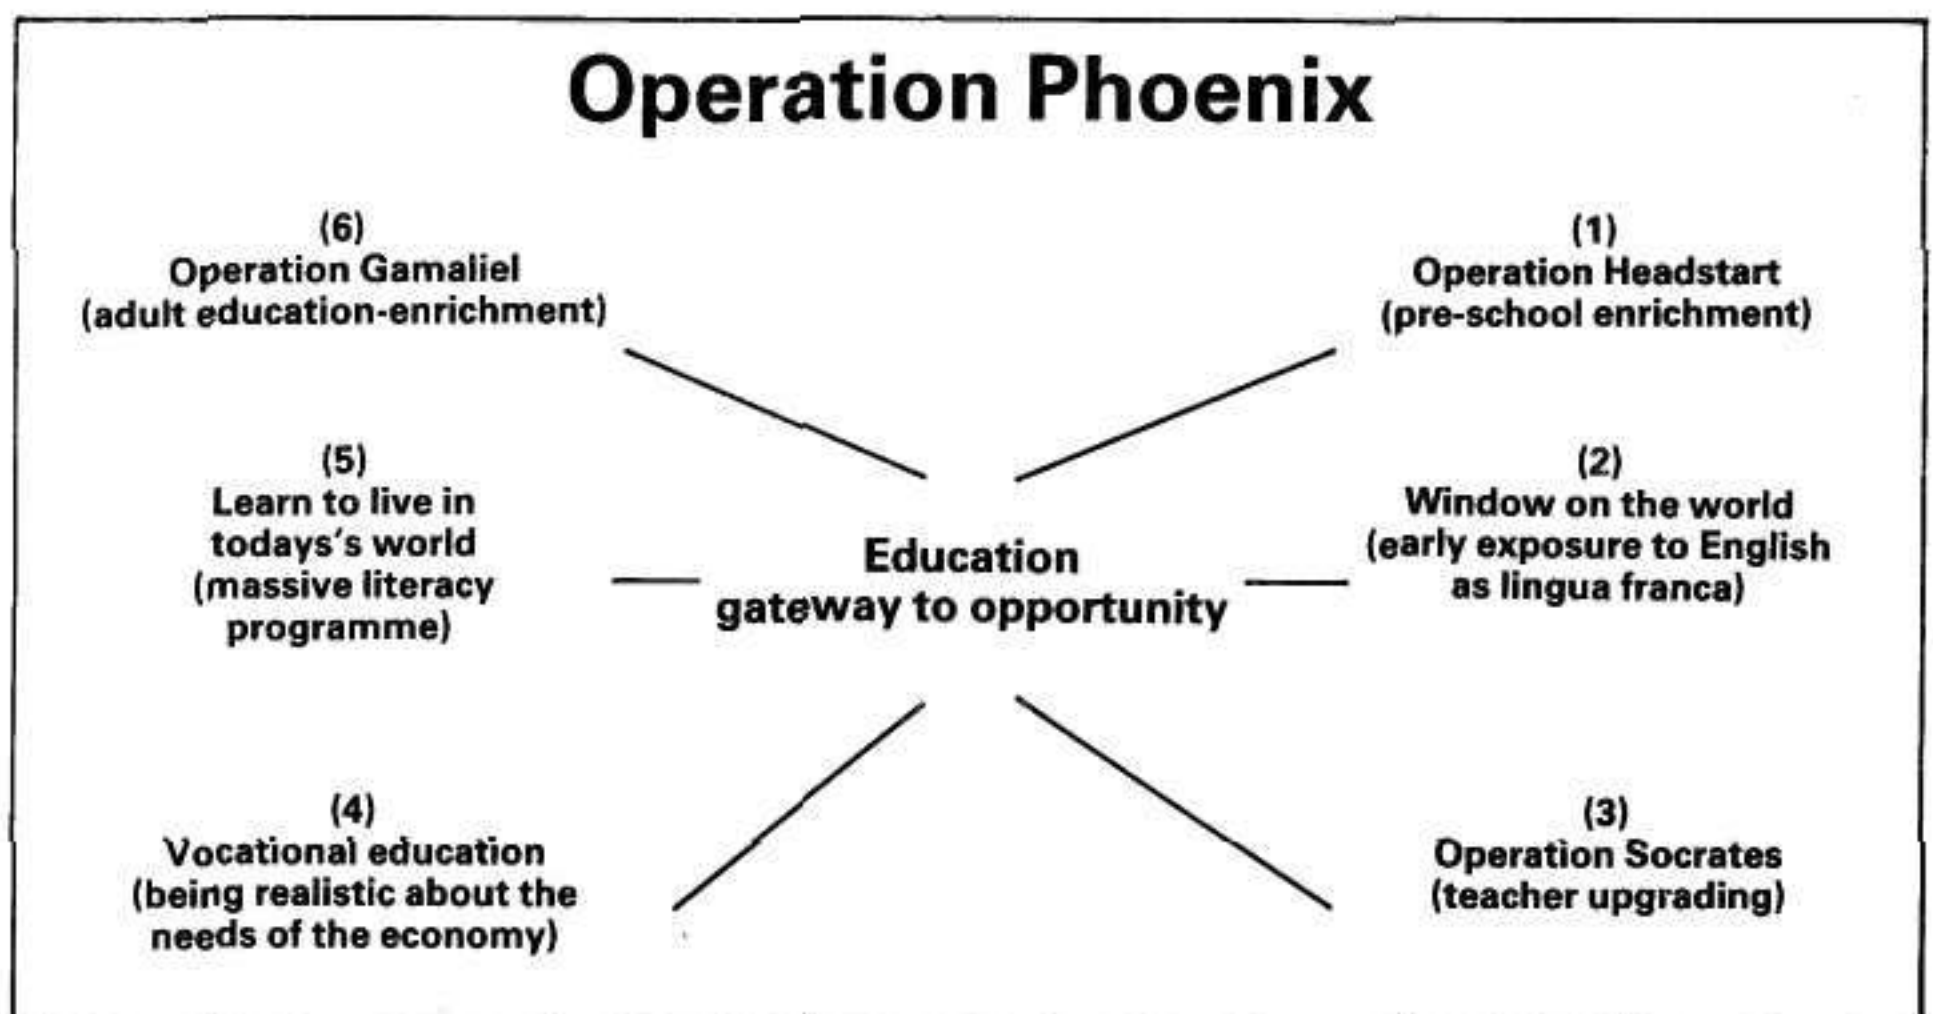 Operation Phoenix
(6)
Operation Gamaliel
(adult education-enrichment)
(1)
Operation Headstart
(pre-school enrichment)
(5)
Learn to live in
todays's world
(massive literacy
programme)
Education
gateway to opportunity
(2)
Window on the world
(early exposure to English
as lingua franca)
(4)
Vocational education
(being realistic about the
needs of the economy)
(3)
Operation Socrates
(teacher upgrading)